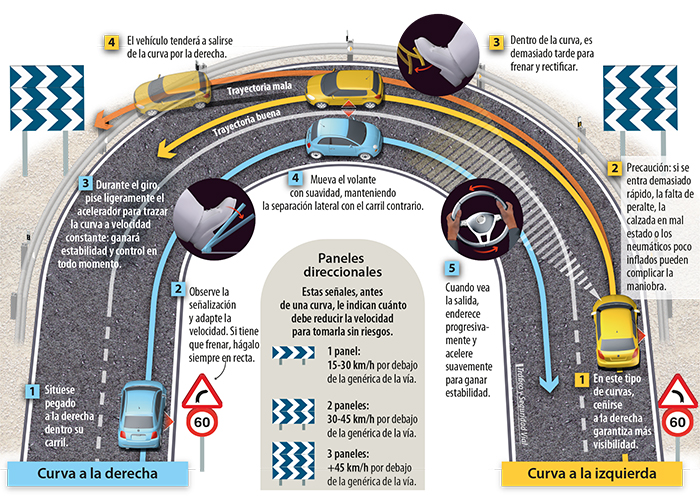 4 El vehículo tenderá a salirse
de la curva por la derecha.
3 Dentro de la curva, es
demasiado tarde para
frenar y rectificar.
Trayectoria mala
Trayectoria buena
3 Durante el giro,
pise ligeramente el
acelerador para trazar
la curva a velocidad
constante: ganará
estabilidad y control en
todo momento.
4 Mueva el volante
con suavidad, manteniendo
la separación lateral con el carril contrario.
2 Precaución: si se
entra demasiado
rápido, la falta de
peralte, la
calzada en mal
estado o los
neumáticos poco
inflados pueden
complicar la
maniobra.
2 Observe la
señalización
y adapte la
velocidad. Si tiene
que frenar, hágalo
siempre en recta.
Paneles
direccionales
Estas señales, antes
de una curva, le indican cuánto
debe reducir la velocidad
para tomarla sin riesgos.
1 panel:
15-30 km/h por debajo
de la genérica de la vía.
2 paneles:
30-45 km/h por debajo
de la genérica de la vía.
3 paneles:
+45 km/h por debajo
de la genérica de la vía.
5
Cuando vea
la salida,
enderece
progresiva-
mente y
acelere
suavemente
para ganar
estabilidad.
1 Sitúese
pegado
a la derecha
dentro su
carril.
60
Tráfico y Seguridad Vial
1 En este tipo
de curvas,
ceñirse
a la derecha
garantiza más
visibilidad.
60
Curva a la derecha
Curva a la izquierda